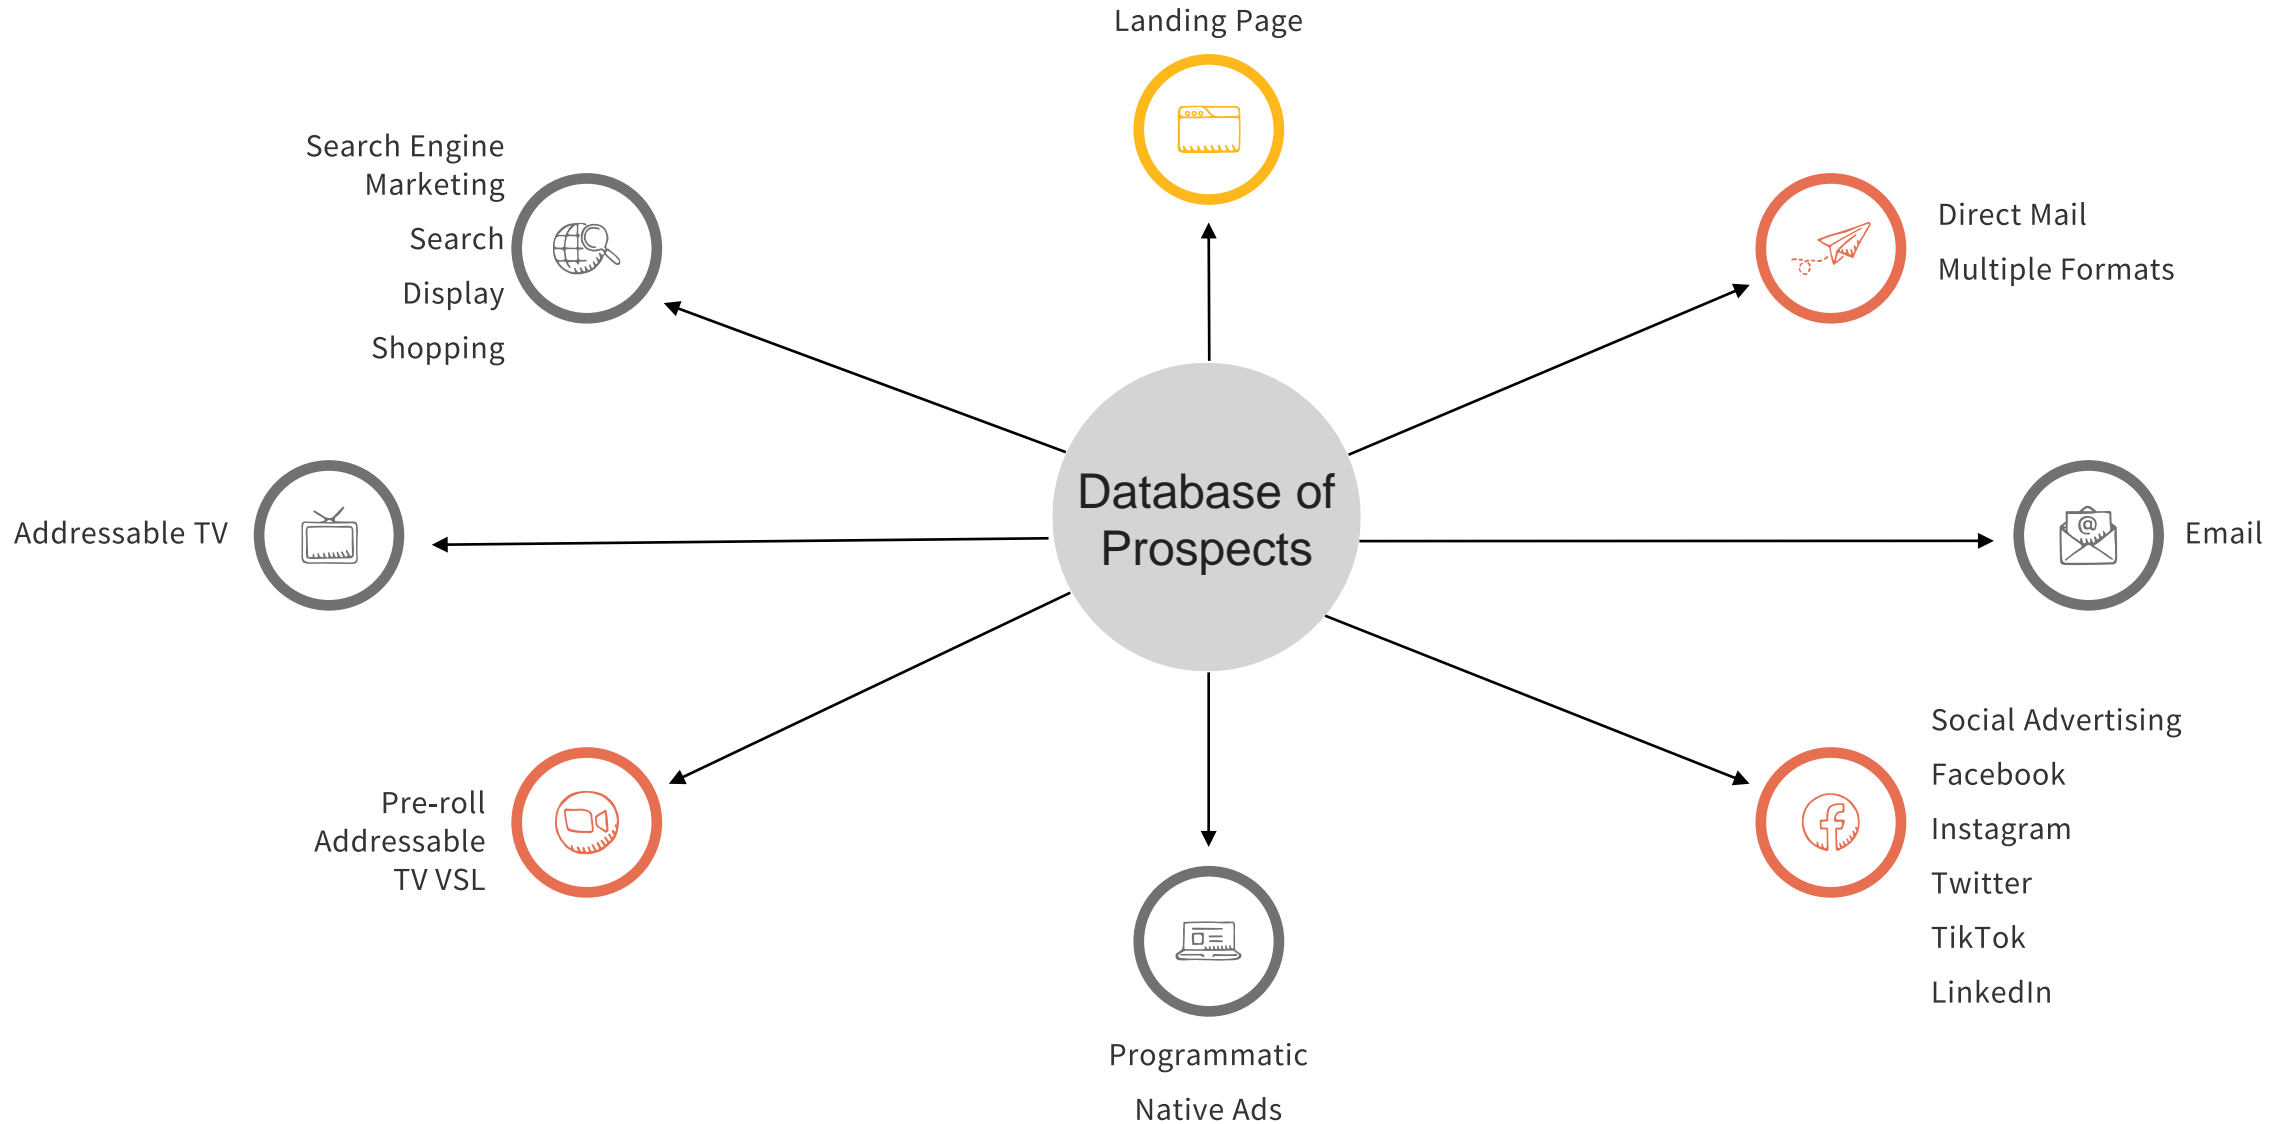 Landing Page
Search Engine
Marketing
Search
Display
Shopping
Direct Mail
Multiple Formats
Addressable TV
Database of
Prospects
@
Email
Pre-roll
Addressable
TV VSL
Social Advertising
Facebook
Instagram
Twitter
TikTok
LinkedIn
Programmatic
Native Ads